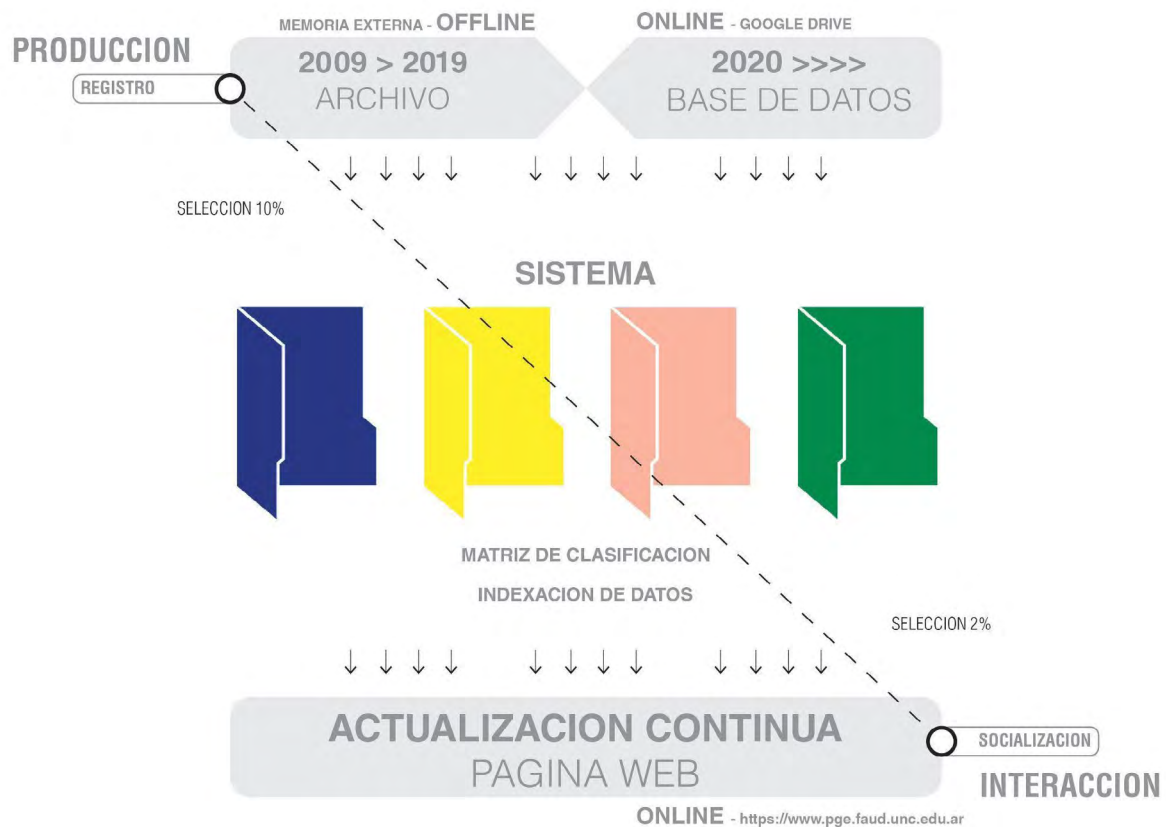 MEMORIA EXTERNA - OFFLINE
ONLINE - GOOGLE DRIVE
PRODUCCION
REGISTRO
2009 > 2019
ARCHIVO
2020 >>>>
BASE DE DATOS
SELECCION 10%
SISTEMA
MATRIZ DE CLASIFICACION
INDEXACION DE DATOS
SELECCION 2%
ACTUALIZACION CONTINUA
PAGINA WEB
SOCIALIZACION
INTERACCION
ONLINE - https://www.pge.faud.unc.edu.ar